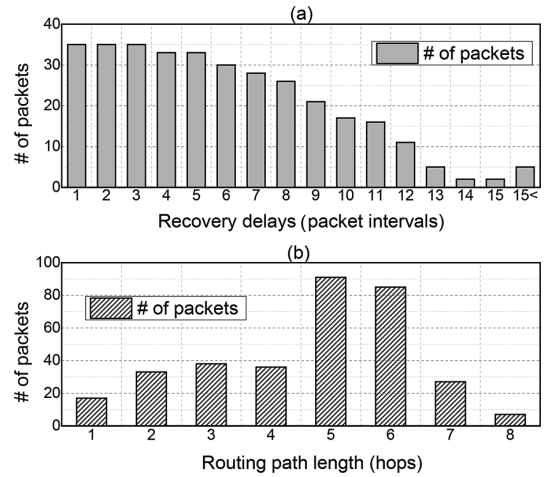 (a)
40
30
20
10
0
# of packets
# of packets
1 2 3 4 5 6 7 8 9 10 11 12 13 14 15 15<
Recovery delays (packet intervals)
(b)
100
80
60
40
20
0
# of packets
# of packets
1 2 3 4 5 6 7 8
Routing path length (hops)